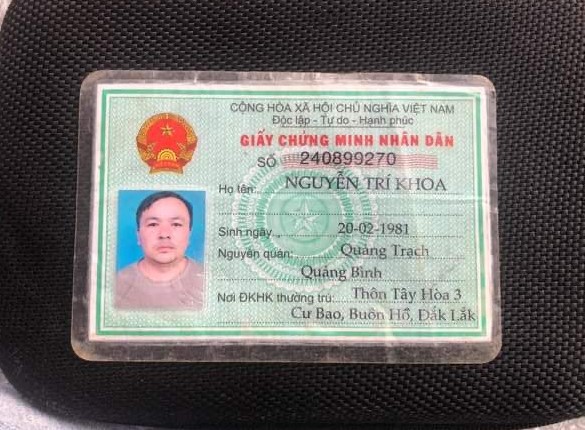 CỘNG HÒA XÃ HỘI CHỦ NGHĨA VIỆT NAM
Độc lập - Tự do - Hạnh phúc
GIẤY CHỨNG MINH NHÂN DÂN
SỐ 240899270
Họ tên: NGUYỄN TRÍ KHOA
Sinh ngày 20-02-1981
Nguyên quán: Quảng Trạch
Quảng Bình
Nơi ĐKHK thường trú: Thôn Tây Hòa 3
Cư Bao, Buôn Hồ, Đắk Lắk